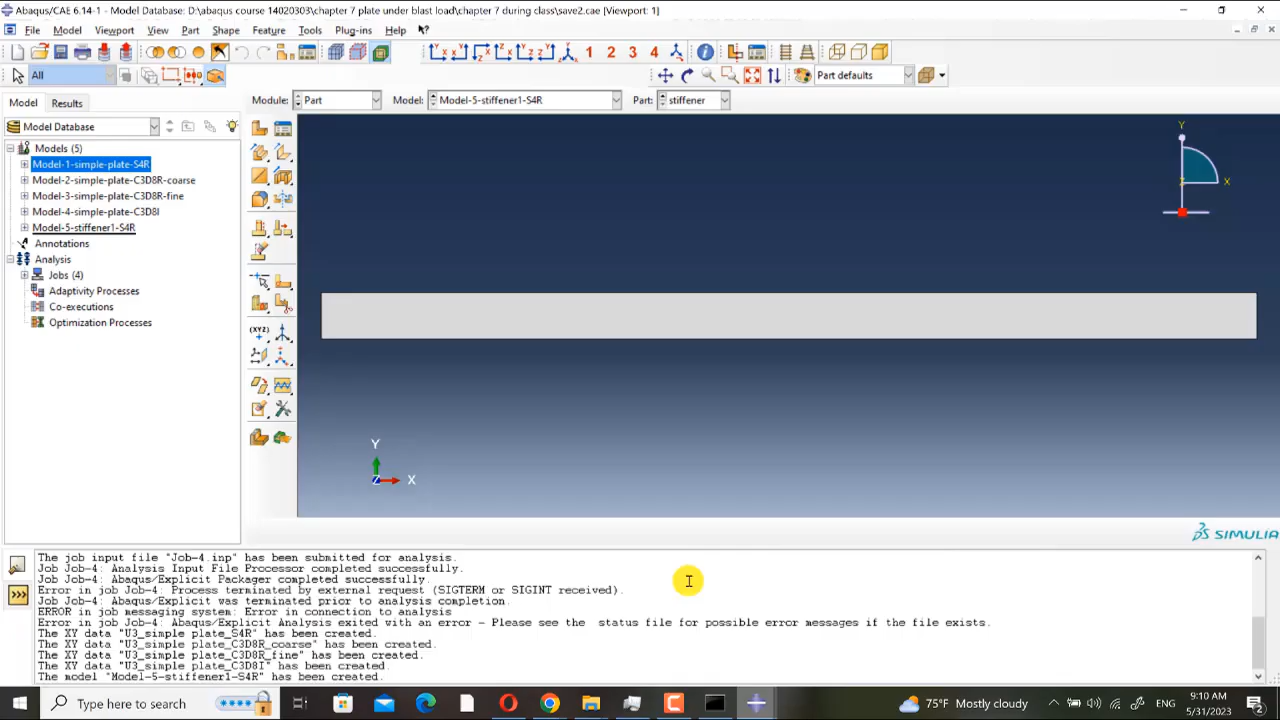 Abaqus/CAE 6.14-1 - Model Database: D:\abaqus course 14020303\chapter 7 plate under blast load\chapter 7 during class\save2.cae [Viewport: 1]
File Model Viewport View Part Shape Feature Tools Plug-ins Help
1 2 3 4
All
Part defaults
Model Results
Module: Part Model: Model-5-stiffener1-S4R Part: stiffener
Model Database
Models (5)
Model-1-simple-plate-S4R
Model-2-simple-plate-C3D8R-coarse
Model-3-simple-plate-C3D8R-fine
Model-4-simple-plate-C3D8I
Model-5-stiffener1-S4R
Annotations
Analysis
Jobs (4)
Adaptivity Processes
Co-executions
Optimization Processes
(XYZ)
Y
X
Z
Y
X
SIMULIA
The job input file "Job-4.inp" has been submitted for analysis.
Job Job-4: Analysis Input File Processor completed successfully.
Job Job-4: Abaqus/Explicit Packager completed successfully.
Error in job Job-4: Process terminated by external request (SIGTERM or SIGINT received).
Job Job-4: Abaqus/Explicit was terminated prior to analysis completion.
ERROR in job messaging system: Error in connection to analysis
Error in job Job-4: Abaqus/Explicit Analysis exited with an error - Please see the status file for possible error messages if the file exists.
The XY data "U3_simple plate_S4R" has been created.
The XY data "U3_simple plate_C3D8R_coarse" has been created.
The XY data "U3_simple plate_C3D8R_fine" has been created.
The XY data "U3_simple plate_C3D8I" has been created.
The model "Model-5-stiffener1-S4R" has been created.
>>>
Type here to search
75°F Mostly cloudy
ENG
9:10 AM
5/31/2023
2